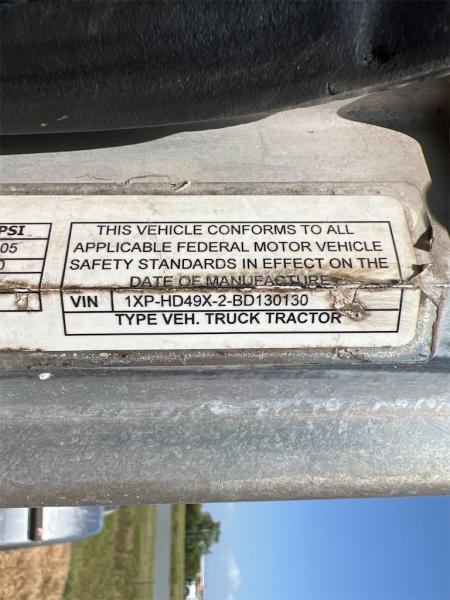 PSI
05
0
THIS VEHICLE CONFORMS TO ALL
APPLICABLE FEDERAL MOTOR VEHICLE
SAFETY STANDARDS IN EFFECT ON THE
DATE OF MANUFACTURE
VIN 1XP-HD49X-2-BD130130
TYPE VEH. TRUCK TRACTOR